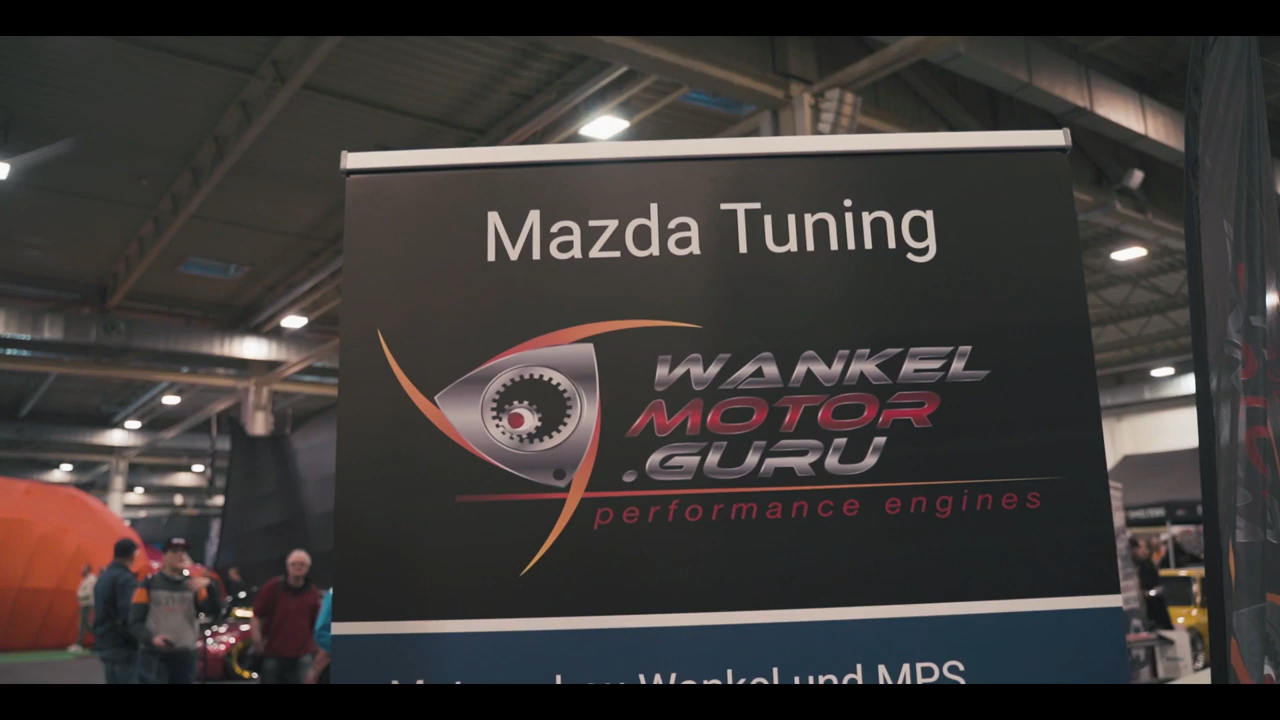 Mazda Tuning
WANKEL
MOTOR
.GURU
performance engines
Wankel und MPS